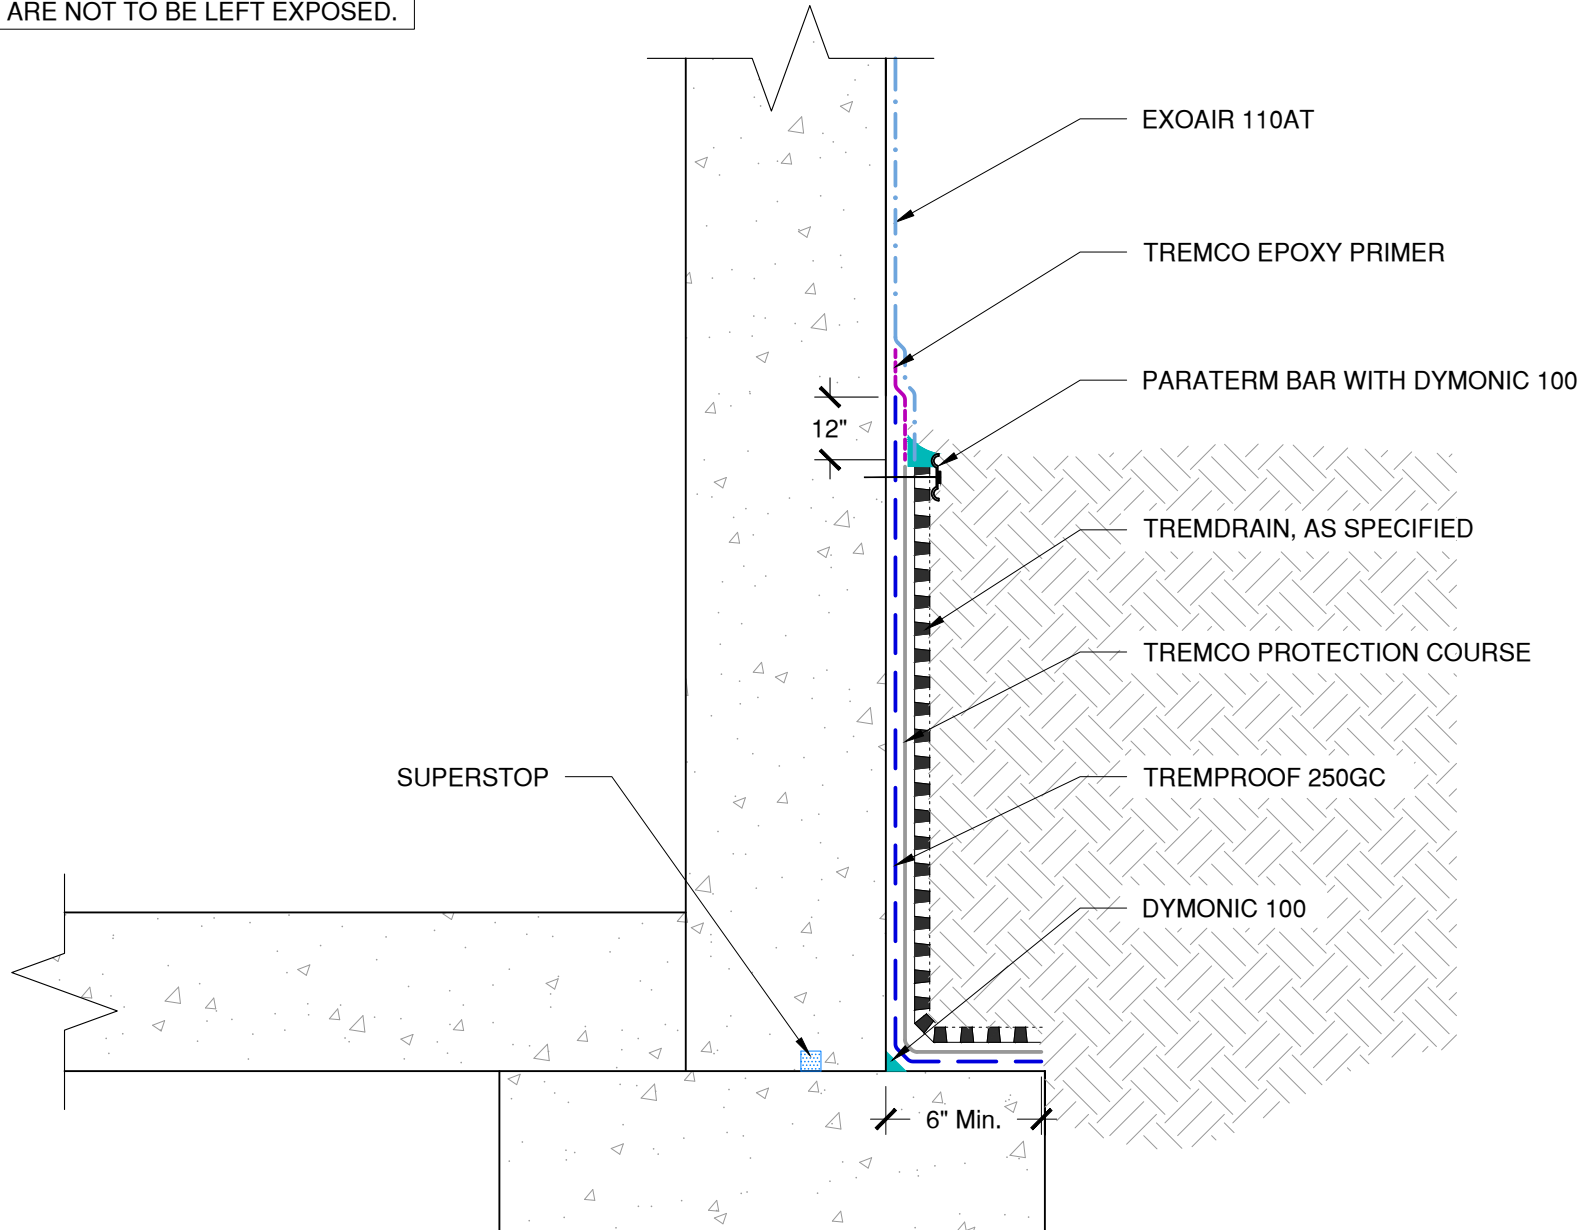 ARE NOT TO BE LEFT EXPOSED.
EXOAIR 110AT
TREMCO EPOXY PRIMER
PARATERM BAR WITH DYMONIC 100
12"
TREMDRAIN, AS SPECIFIED
TREMCO PROTECTION COURSE
SUPERSTOP
TREMPROOF 250GC
DYMONIC 100
6" Min.